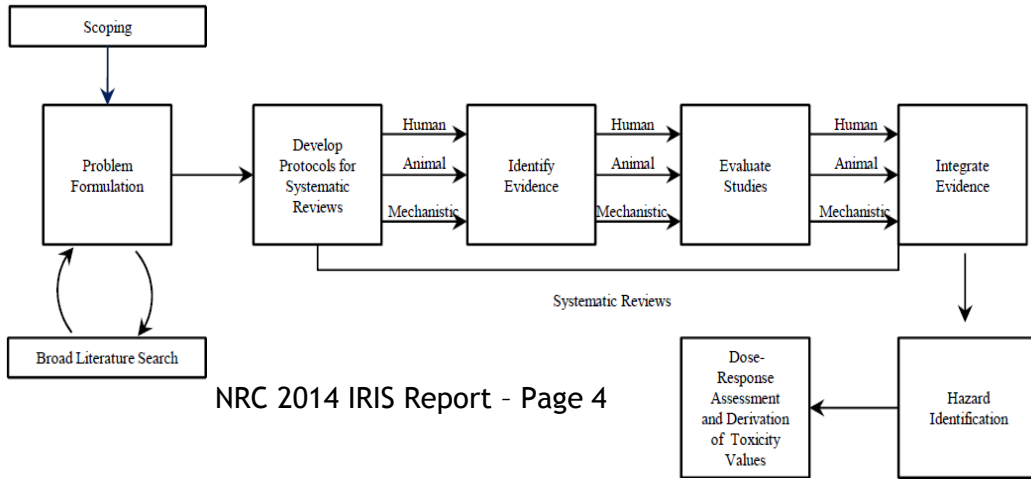 Scoping
Problem
Formulation
Broad Literature Search
Develop
Protocols for
Systematic
Reviews
Human
Animal
Mechanistic
Identify
Evidence
Human
Animal
Mechanistic
Evaluate
Studies
Human
Animal
Mechanistic
Integrate
Evidence
Systematic Reviews
Hazard
Identification
Dose-
Response
Assessment
and Derivation
of Toxicity
Values
NRC 2014 IRIS Report – Page 4